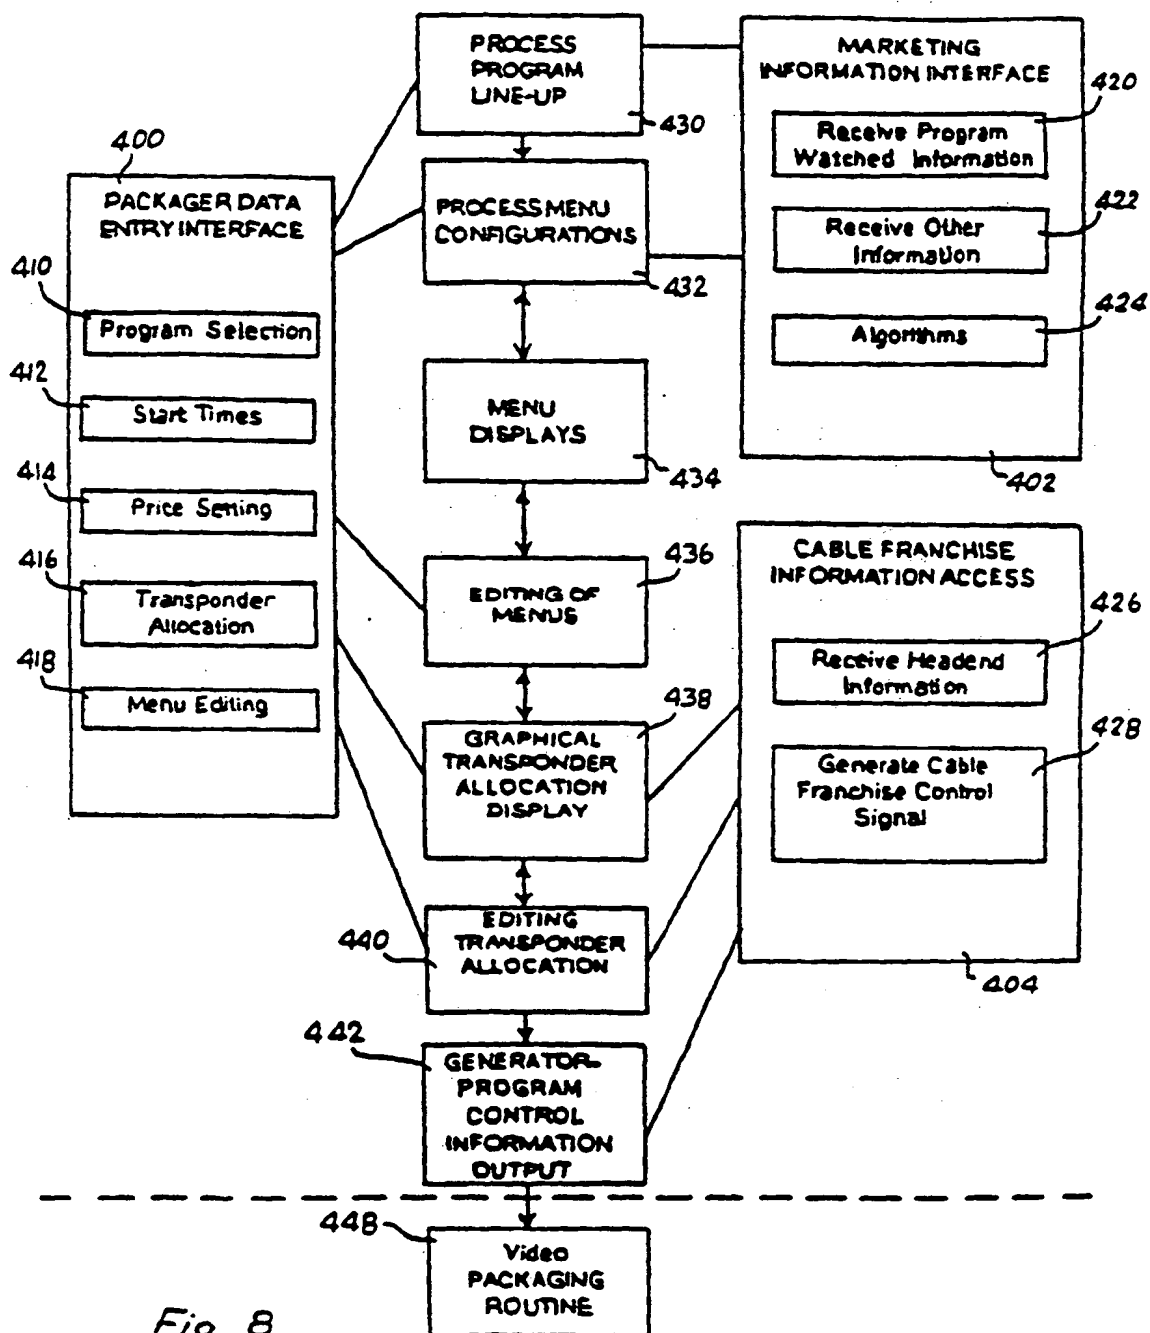 PROCESS
PROGRAM
LINE-UP
430
MARKETING
INFORMATION INTERFACE
420
Receive Program
Watched Information
422
Receive Other
Information
424
Algorithms
402
400
PACKAGER DATA
ENTRY INTERFACE
410
Program Selection
412
Start Times
414
Price Setting
416
Transponder
Allocation
418
Menu Editing
PROCESS MENU
CONFIGURATIONS
432
MENU
DISPLAYS
434
EDITING OF
MENUS
436
GRAPHICAL
TRANSPONDER
ALLOCATION
DISPLAY
438
EDITING
TRANSPONDER
ALLOCATION
440
442
GENERATOR-
PROGRAM
CONTROL
INFORMATION
OUTPUT
CABLE FRANCHISE
INFORMATION ACCESS
426
Receive Headend
Information
428
Generate Cable
Franchise Control
Signal
404
448
Video
PACKAGING
ROUTINE
Fig. 8